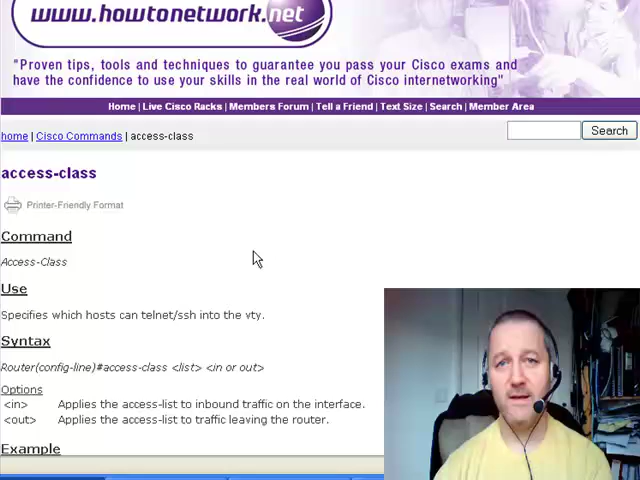 www.howtonetwork.net
"Proven tips, tools and techniques to guarantee you pass your Cisco exams and
have the confidence to use your skills in the real world of Cisco internetworking"
Home | Live Cisco Racks | Members Forum | Tell a Friend | Text Size | Search | Member Area
home | Cisco Commands | access-class
Search
access-class
Printer-Friendly Format
Command
Access-Class
Use
Specifies which hosts can telnet/ssh into the vty.
Syntax
Router(config-line)#access-class <list> <in or out>
Options
<in> Applies the access-list to inbound traffic on the interface.
<out> Applies the access-list to traffic leaving the router.
Example